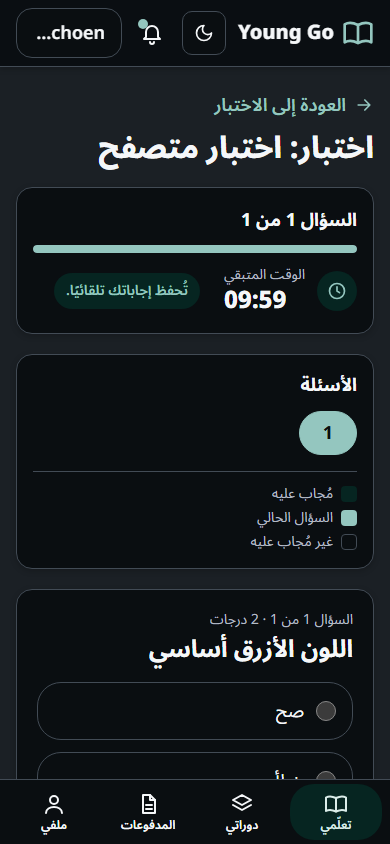 Young Go
choen...
العودة إلى الاختبار
اختبار: اختبار متصفح
السؤال 1 من 1
الوقت المتبقي
09:59
تُحفظ إجاباتك تلقائيًا.
الأسئلة
1
مُجاب عليه
السؤال الحالي
غير مُجاب عليه
السؤال 1 من 1 · 2 درجات
اللون الأزرق أساسي
صح
تعلّمي
دوراتي
المدفوعات
ملفي